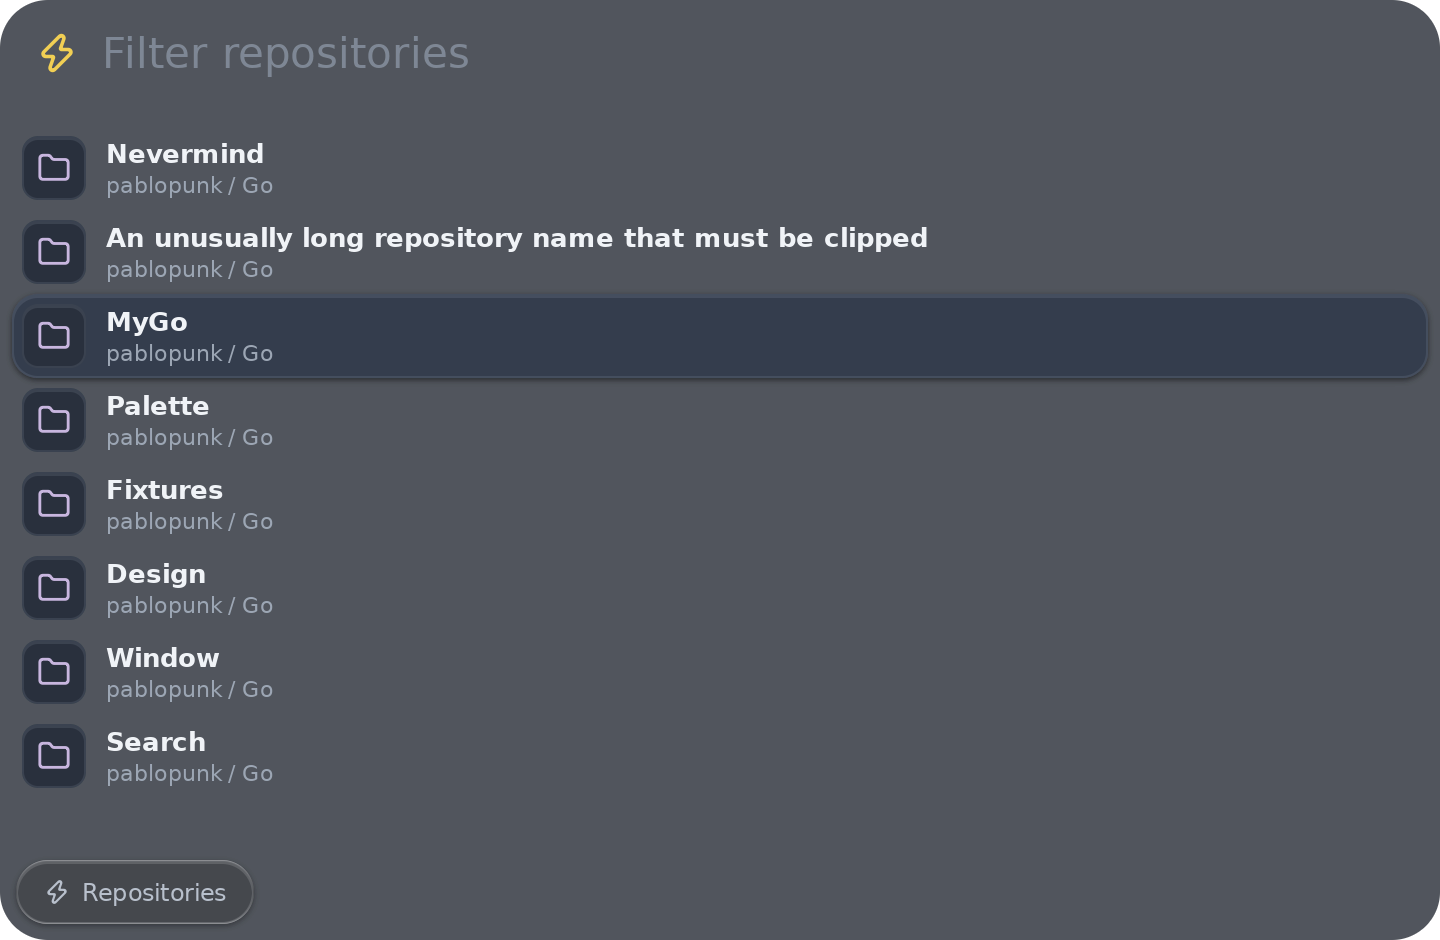 Filter repositories
Nevermind
pablopunk / Go
An unusually long repository name that must be clipped
pablopunk / Go
MyGo
pablopunk / Go
Palette
pablopunk / Go
Fixtures
pablopunk / Go
Design
pablopunk / Go
Window
pablopunk / Go
Search
pablopunk / Go
Repositories